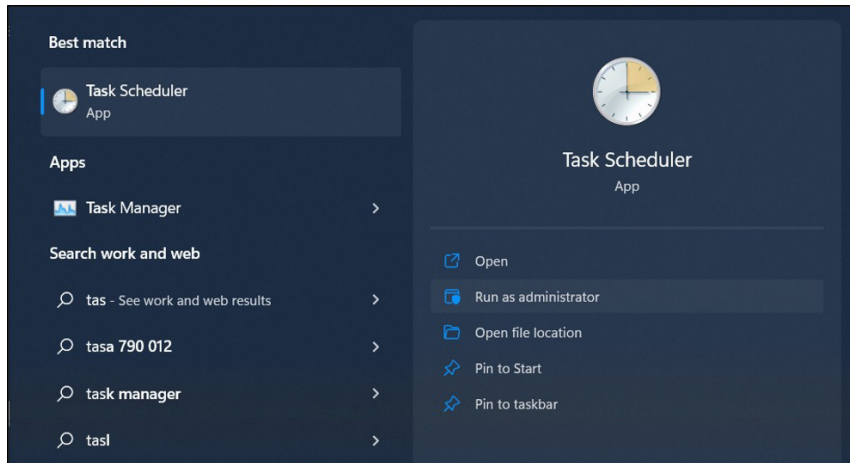 Best match
Task Scheduler
App
Apps
Task Manager
Search work and web
tas - See work and web results
tasa 790 012
task manager
tasl
Task Scheduler
App
Open
Run as administrator
Open file location
Pin to Start
Pin to taskbar